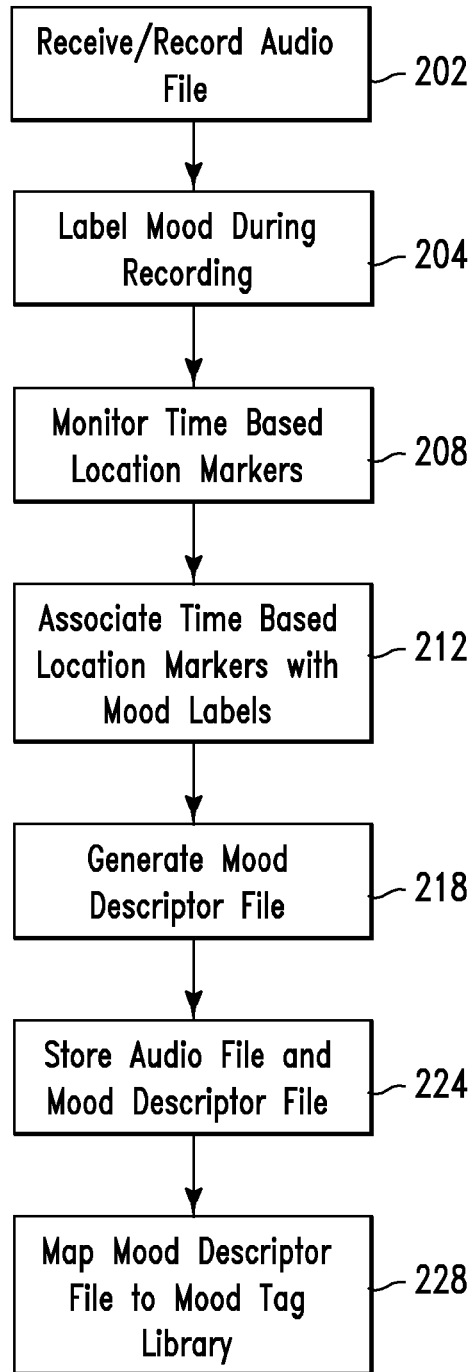 Receive/Record Audio
File
202
Label Mood During
Recording
204
Monitor Time Based
Location Markers
208
Associate Time Based
Location Markers with
Mood Labels
212
Generate Mood
Descriptor File
218
Store Audio File and
Mood Descriptor File
224
Map Mood Descriptor
File to Mood Tag
Library
228